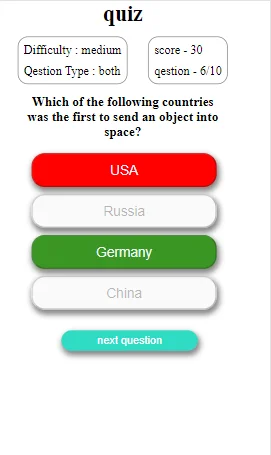 quiz
Difficulty : medium
Qestion Type : both
score - 30
qestion - 6/10
Which of the following countries
was the first to send an object into
space?
USA
Russia
Germany
China
next question